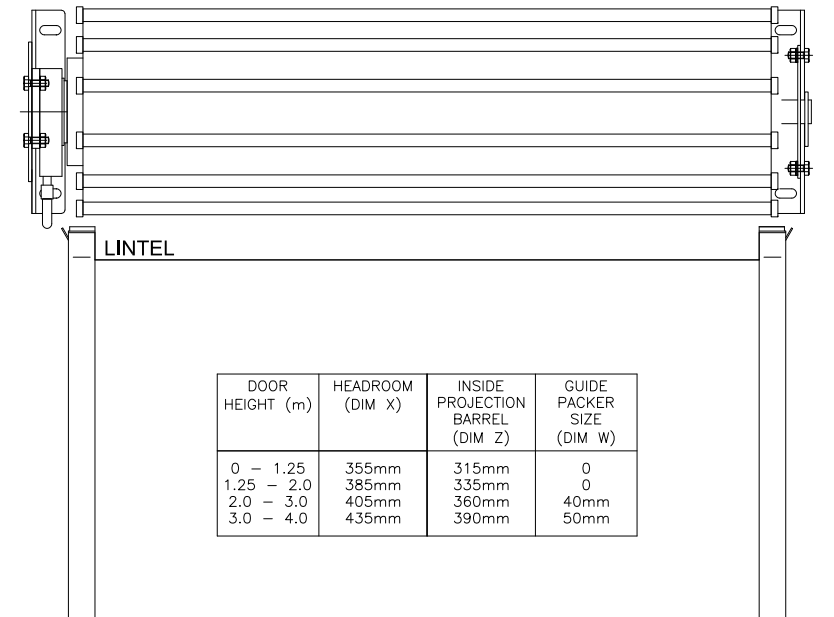 LINTEL
DOOR HEIGHT (m) HEADROOM (DIM X) INSIDE PROJECTION BARREL (DIM Z) GUIDE PACKER SIZE (DIM W)
0 - 1.25 355mm 315mm 0
1.25 - 2.0 385mm 335mm 0
2.0 - 3.0 405mm 360mm 40mm
3.0 - 4.0 435mm 390mm 50mm